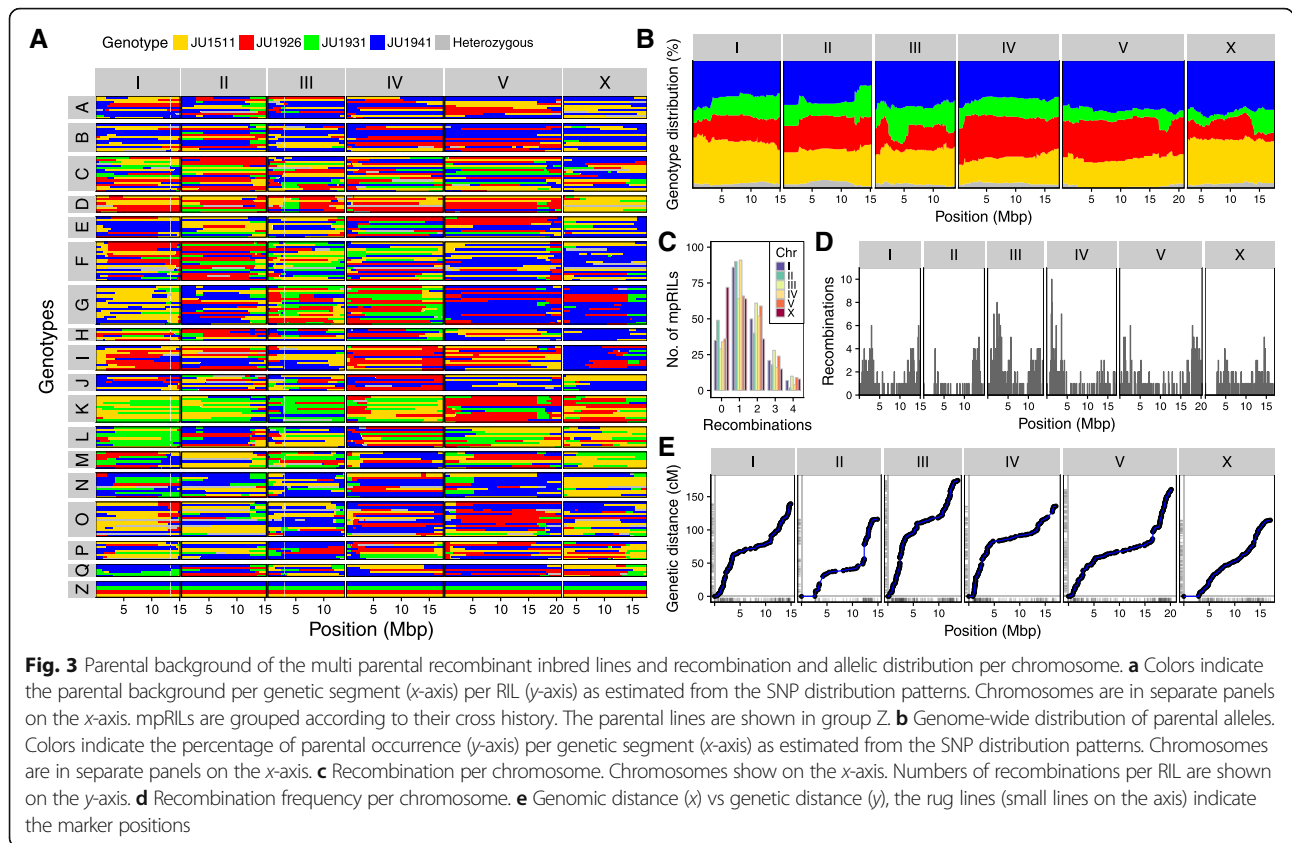 A
Genotype JU1511 JU1926 JU1931 JU1941 Heterozygous
I II III IV V X
Genotypes
A
B
C
D
E
F
G
H
I
J
K
L
M
N
O
P
Q
Z
5 10 15 5 10 15 5 10 5 10 15 5 10 15 20 5 10 15
Position (Mbp)
B
I II III IV V X
Genotype distribution (%)
5 10 15 5 10 15 5 10 5 10 15 5 10 15 20 5 10 15
Position (Mbp)
C
No. of mpRILs
100
75
50
25
0
Chr
I
II
III
IV
V
X
0 1 2 3 4
Recombinations
D
I II III IV V X
Recombinations
10
8
6
4
2
0
5 10 15 5 10 5 10 5 10 15 5 10 15 20 5 10 15
Position (Mbp)
E
I II III IV V X
Genetic distance (cM)
150
100
50
0
5 10 15 5 10 15 5 10 5 10 15 5 10 15 20 5 10 15
Position (Mbp)
Fig. 3 Parental background of the multi parental recombinant inbred lines and recombination and allelic distribution per chromosome. a Colors indicate
the parental background per genetic segment (x-axis) per RIL (y-axis) as estimated from the SNP distribution patterns. Chromosomes are in separate panels
on the x-axis. mpRILs are grouped according to their cross history. The parental lines are shown in group Z. b Genome-wide distribution of parental alleles.
Colors indicate the percentage of parental occurrence (y-axis) per genetic segment (x-axis) as estimated from the SNP distribution patterns. Chromosomes
are in separate panels on the x-axis. c Recombination per chromosome. Chromosomes show on the x-axis. Numbers of recombinations per RIL are shown
on the y-axis. d Recombination frequency per chromosome. e Genomic distance (x) vs genetic distance (y), the rug lines (small lines on the axis) indicate
the marker positions